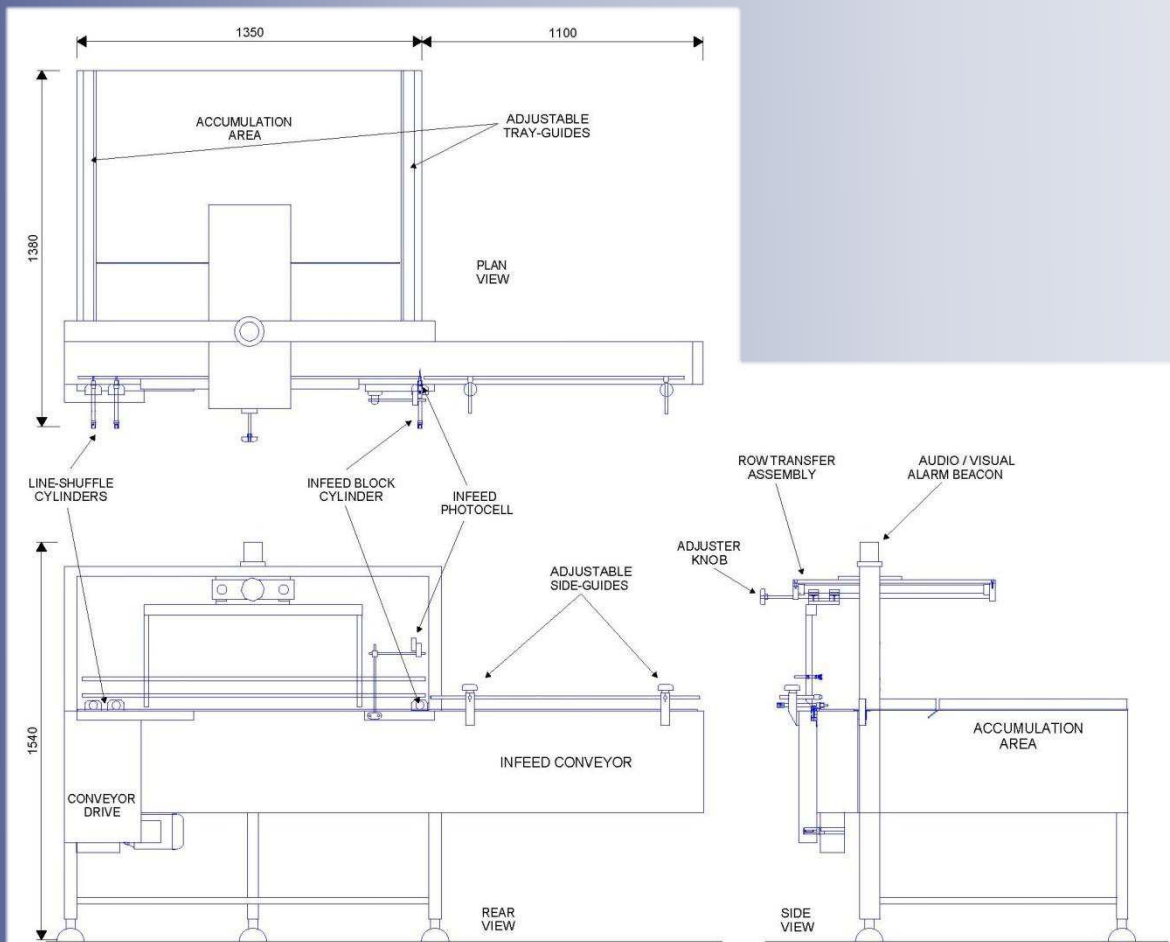 1350
1100
1380
ACCUMULATION
AREA
ADJUSTABLE
TRAY-GUIDES
PLAN
VIEW
LINE-SHUFFLE
CYLINDERS
INFEED BLOCK
CYLINDER
INFEED
PHOTOCELL
ROW TRANSFER
ASSEMBLY
AUDIO / VISUAL
ALARM BEACON
ADJUSTER
KNOB
ADJUSTABLE
SIDE-GUIDES
1540
INFEED CONVEYOR
ACCUMULATION
AREA
CONVEYOR
DRIVE
REAR
VIEW
SIDE
VIEW